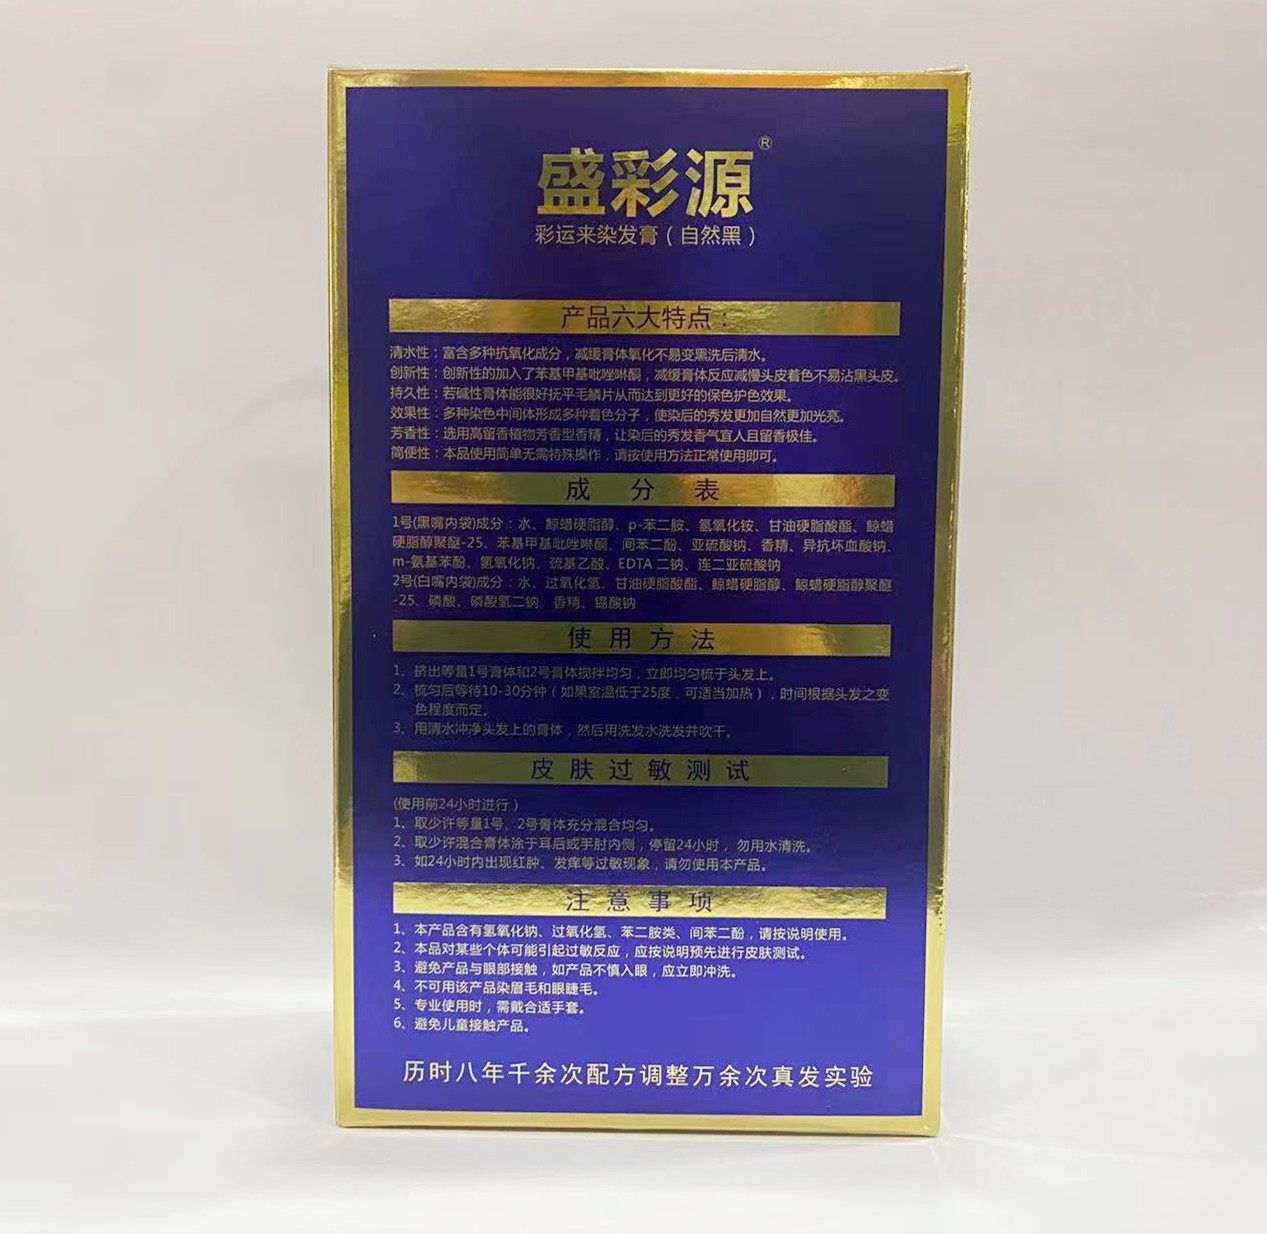 盛彩源®
彩运来染发膏（自然黑）
产品六大特点：
清水性：富含多种抗氧化成分，减缓膏体氧化不易变黑洗后清水。
创新性：创新性的加入了苯基甲基吡唑啉酮，减缓膏体反应减慢头皮着色不易沾黑头皮。
持久性：若碱性膏体能很好抚平毛鳞片从而达到更好的保色护色效果。
效果性：多种染色中间体形成多种着色分子，使染后的秀发更加自然更加光亮。
芳香性：选用高留香植物芳香型香精，让染后的秀发香气宜人且留香极佳。
简便性：本品使用简单无需特殊操作，请按使用方法正常使用即可。
成 分 表
1号(黑嘴内袋)成分：水、鲸蜡硬脂醇、p-苯二胺、氢氧化铵、甘油硬脂酸酯、鲸蜡
硬脂醇聚醚-25、苯基甲基吡唑啉酮、间苯二酚、亚硫酸钠、香精、异抗坏血酸钠、
m-氨基苯酚、氢氧化钠、巯基乙酸、EDTA 二钠、连二亚硫酸钠
2号(白嘴内袋)成分：水、过氧化氢、甘油硬脂酸酯、鲸蜡硬脂醇、鲸蜡硬脂醇聚醚
-25、磷酸、磷酸氢二钠、香精、锡酸钠
使 用 方 法
1、挤出等量1号膏体和2号膏体搅拌均匀，立即均匀梳于头发上。
2、梳匀后等待10-30分钟（如果室温低于25度，可适当加热），时间根据头发之变
色程度而定。
3、用清水冲净头发上的膏体，然后用洗发水洗发并吹干。
皮 肤 过 敏 测 试
(使用前24小时进行）
1、取少许等量1号、2号膏体充分混合均匀。
2、取少许混合膏体涂于耳后或手肘内侧，停留24小时，勿用水清洗。
3、如24小时内出现红肿、发痒等过敏现象，请勿使用本产品。
注 意 事 项
1、本产品含有氢氧化钠、过氧化氢、苯二胺类、间苯二酚，请按说明使用。
2、本品对某些个体可能引起过敏反应，应按说明预先进行皮肤测试。
3、避免产品与眼部接触，如产品不慎入眼，应立即冲洗。
4、不可用该产品染眉毛和眼睫毛。
5、专业使用时，需戴合适手套。
6、避免儿童接触产品。
历时八年千余次配方调整万余次真发实验